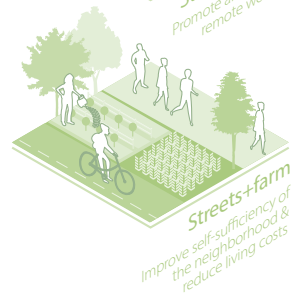 Promote a
remote w
Streets+farm
Improve self-sufficiency of
the neighborhood &
reduce living costs